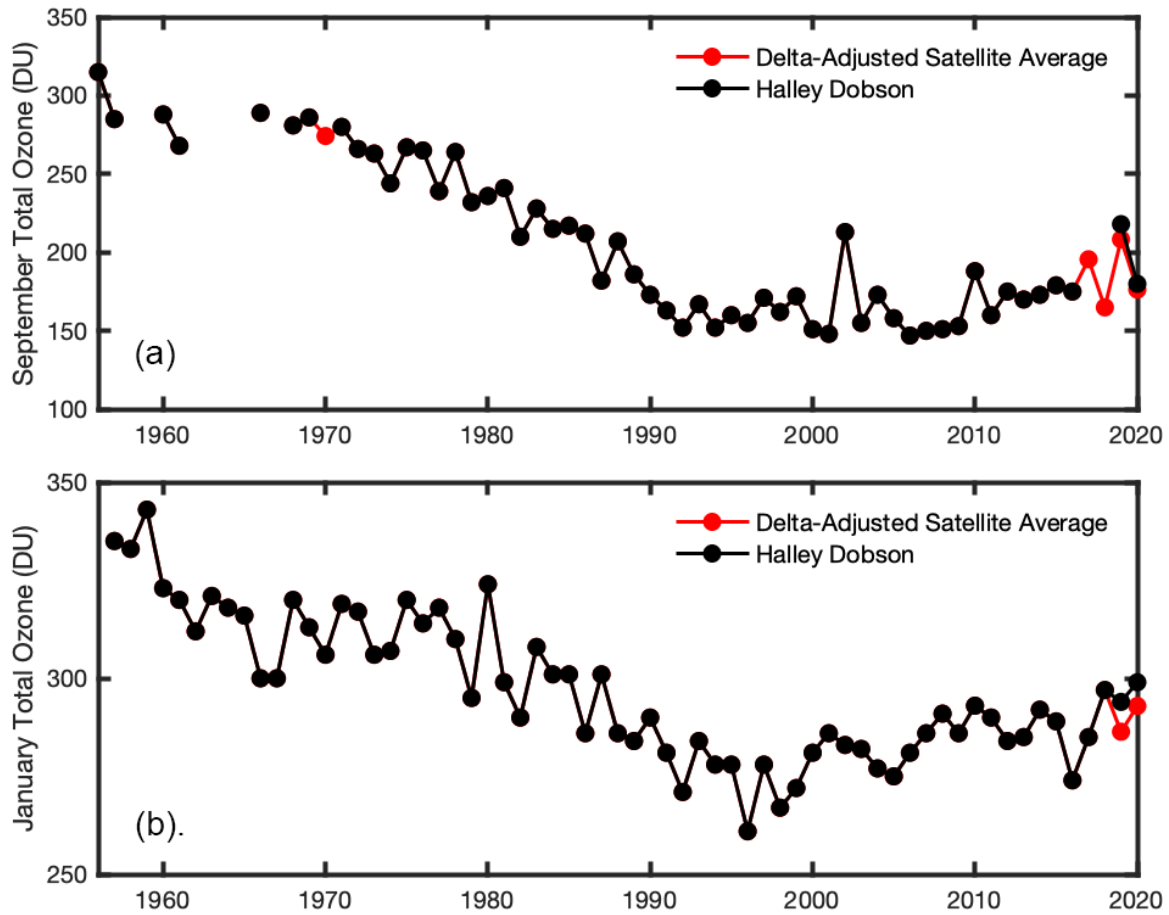 350
300
250
200
150
100
September Total Ozone (DU)
Delta-Adjusted Satellite Average
Halley Dobson
(a)
1960 1970 1980 1990 2000 2010 2020
350
300
250
January Total Ozone (DU)
Delta-Adjusted Satellite Average
Halley Dobson
(b).
1960 1970 1980 1990 2000 2010 2020